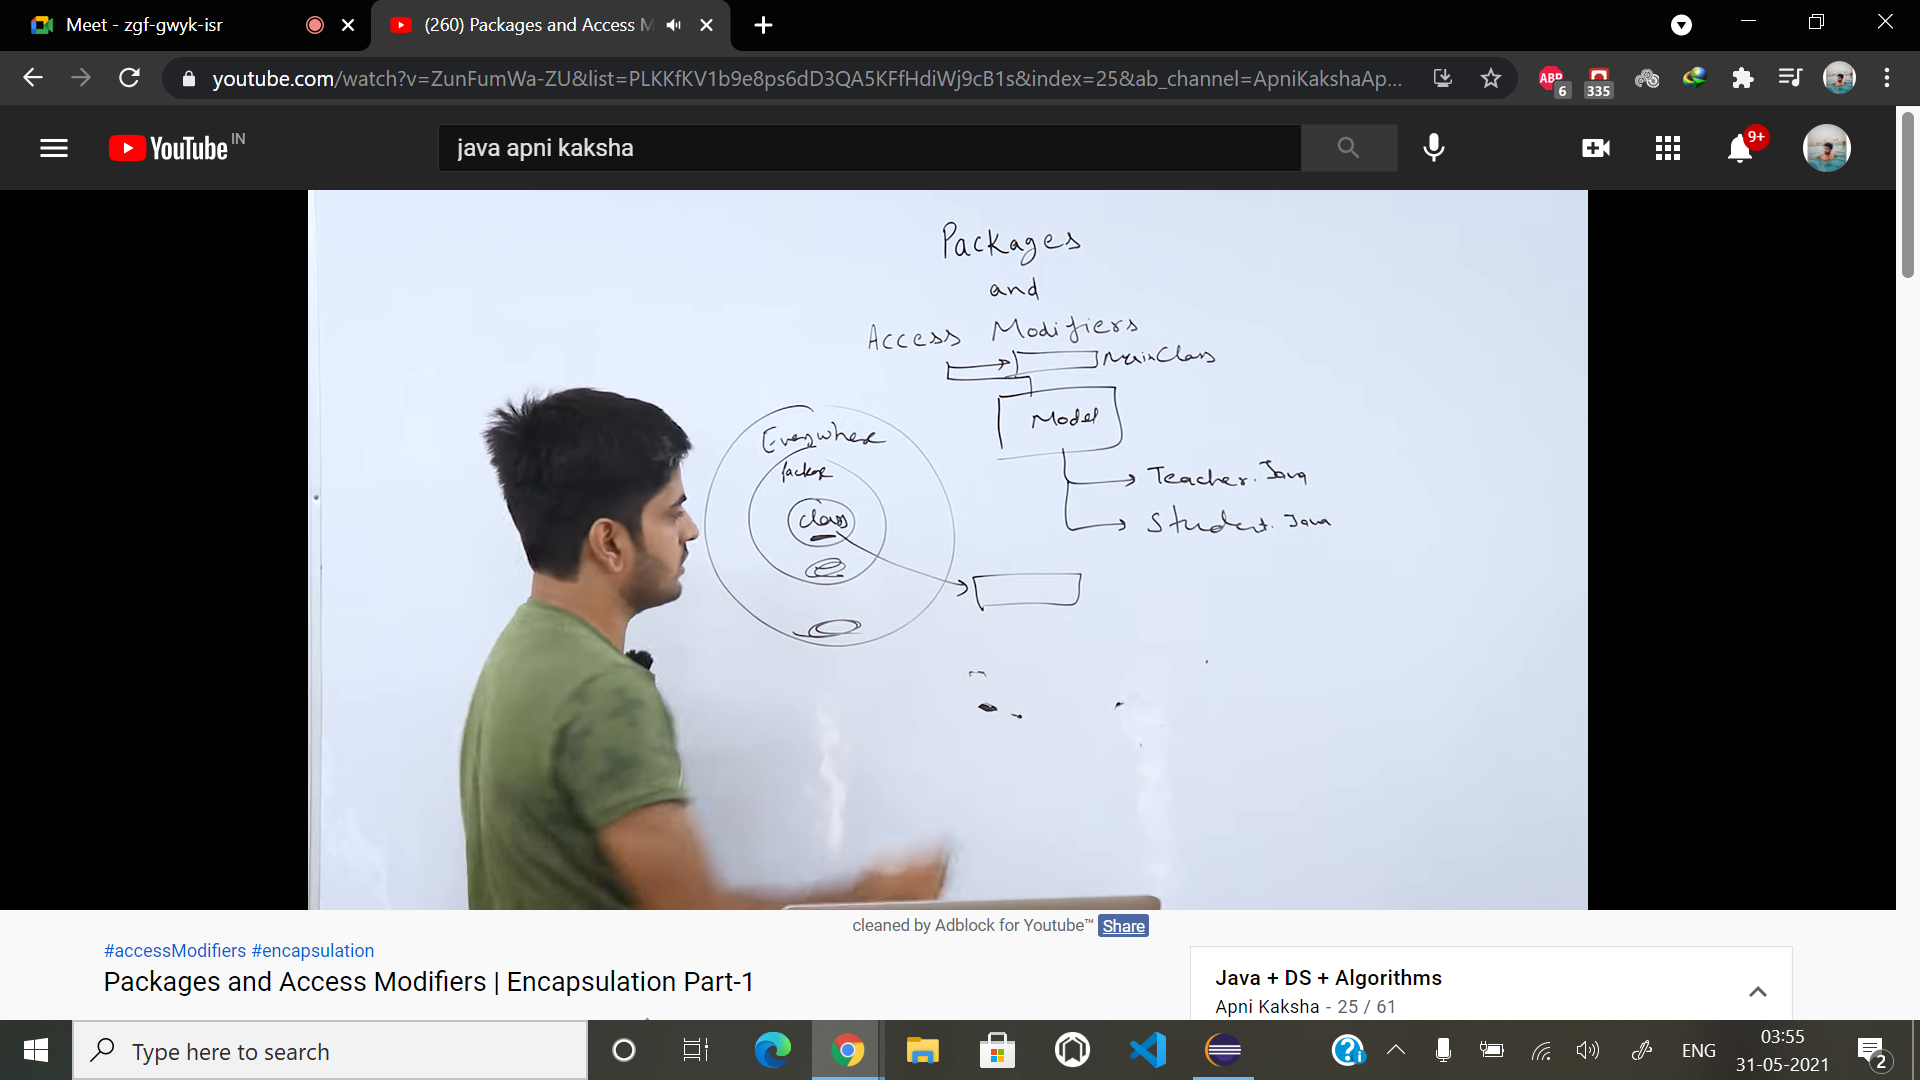 Meet - zgf-gwyk-isr
(260) Packages and Access M
youtube.com/watch?v=ZunFumWa-ZU&list=PLKKfKV1b9e8ps6dD3QA5KFfHdiWj9cB1s&index=25&ab_channel=ApniKakshaAp...
ABP
6
335
YouTube IN
java apni kaksha
9+
Packages
and
Access Modifiers
MainClass
Model
Everywhere
class
Teacher.Java
Student.Java
cleaned by Adblock for Youtube™ Share
#accessModifiers #encapsulation
Packages and Access Modifiers | Encapsulation Part-1
Java + DS + Algorithms
Apni Kaksha - 25 / 61
Type here to search
ENG
03:55
31-05-2021
2